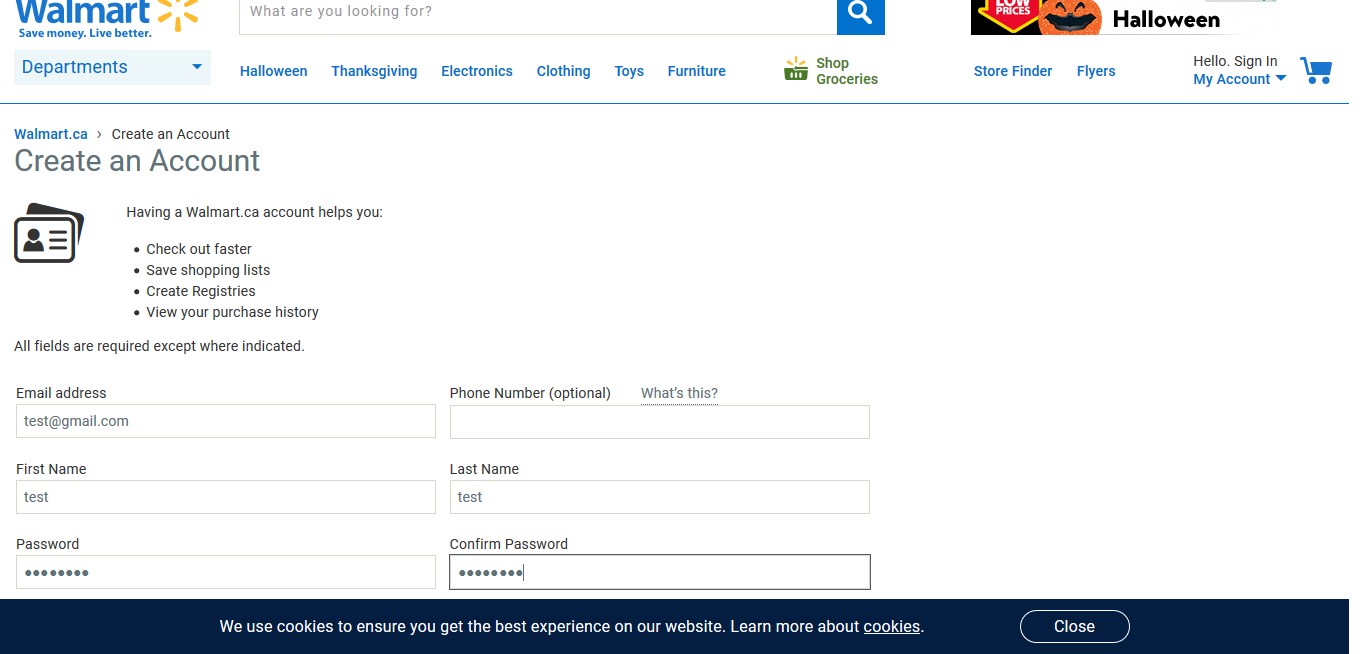 Walmart
Save money. Live better.
What are you looking for?
LOW
PRICES
Halloween
Departments
Halloween Thanksgiving Electronics Clothing Toys Furniture
Shop
Groceries
Store Finder Flyers
Hello. Sign In
My Account
Walmart.ca › Create an Account
Create an Account
Having a Walmart.ca account helps you:
• Check out faster
• Save shopping lists
• Create Registries
• View your purchase history
All fields are required except where indicated.
Email address
test@gmail.com
Phone Number (optional) What's this?
First Name
test
Last Name
test
Password
••••••••
Confirm Password
••••••••
We use cookies to ensure you get the best experience on our website. Learn more about cookies.
Close